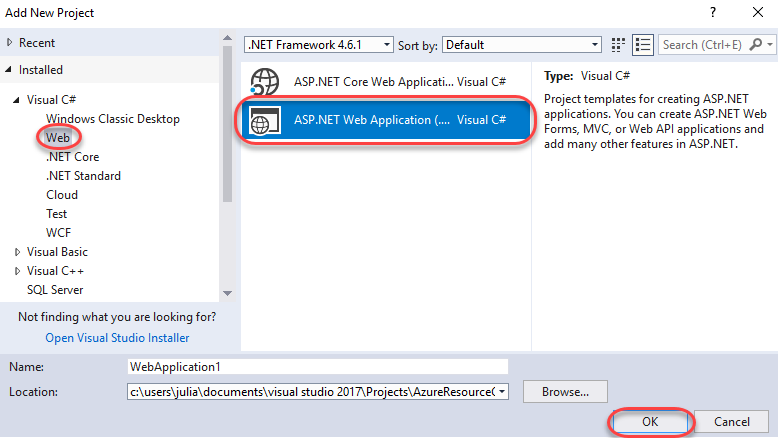 Add New Project ? ×
Recent
Installed
Visual C#
Windows Classic Desktop
Web
.NET Core
.NET Standard
Cloud
Test
WCF
Visual Basic
Visual C++
SQL Server
Not finding what you are looking for?
Open Visual Studio Installer
.NET Framework 4.6.1 Sort by: Default Search (Ctrl+E)
ASP.NET Core Web Applicati... Visual C#
ASP.NET Web Application (.... Visual C#
Type: Visual C#
Project templates for creating ASP.NET
applications. You can create ASP.NET Web
Forms, MVC, or Web API applications and
add many other features in ASP.NET.
Name: WebApplication1
Location: c:\users\julia\documents\visual studio 2017\Projects\AzureResource Browse...
OK Cancel